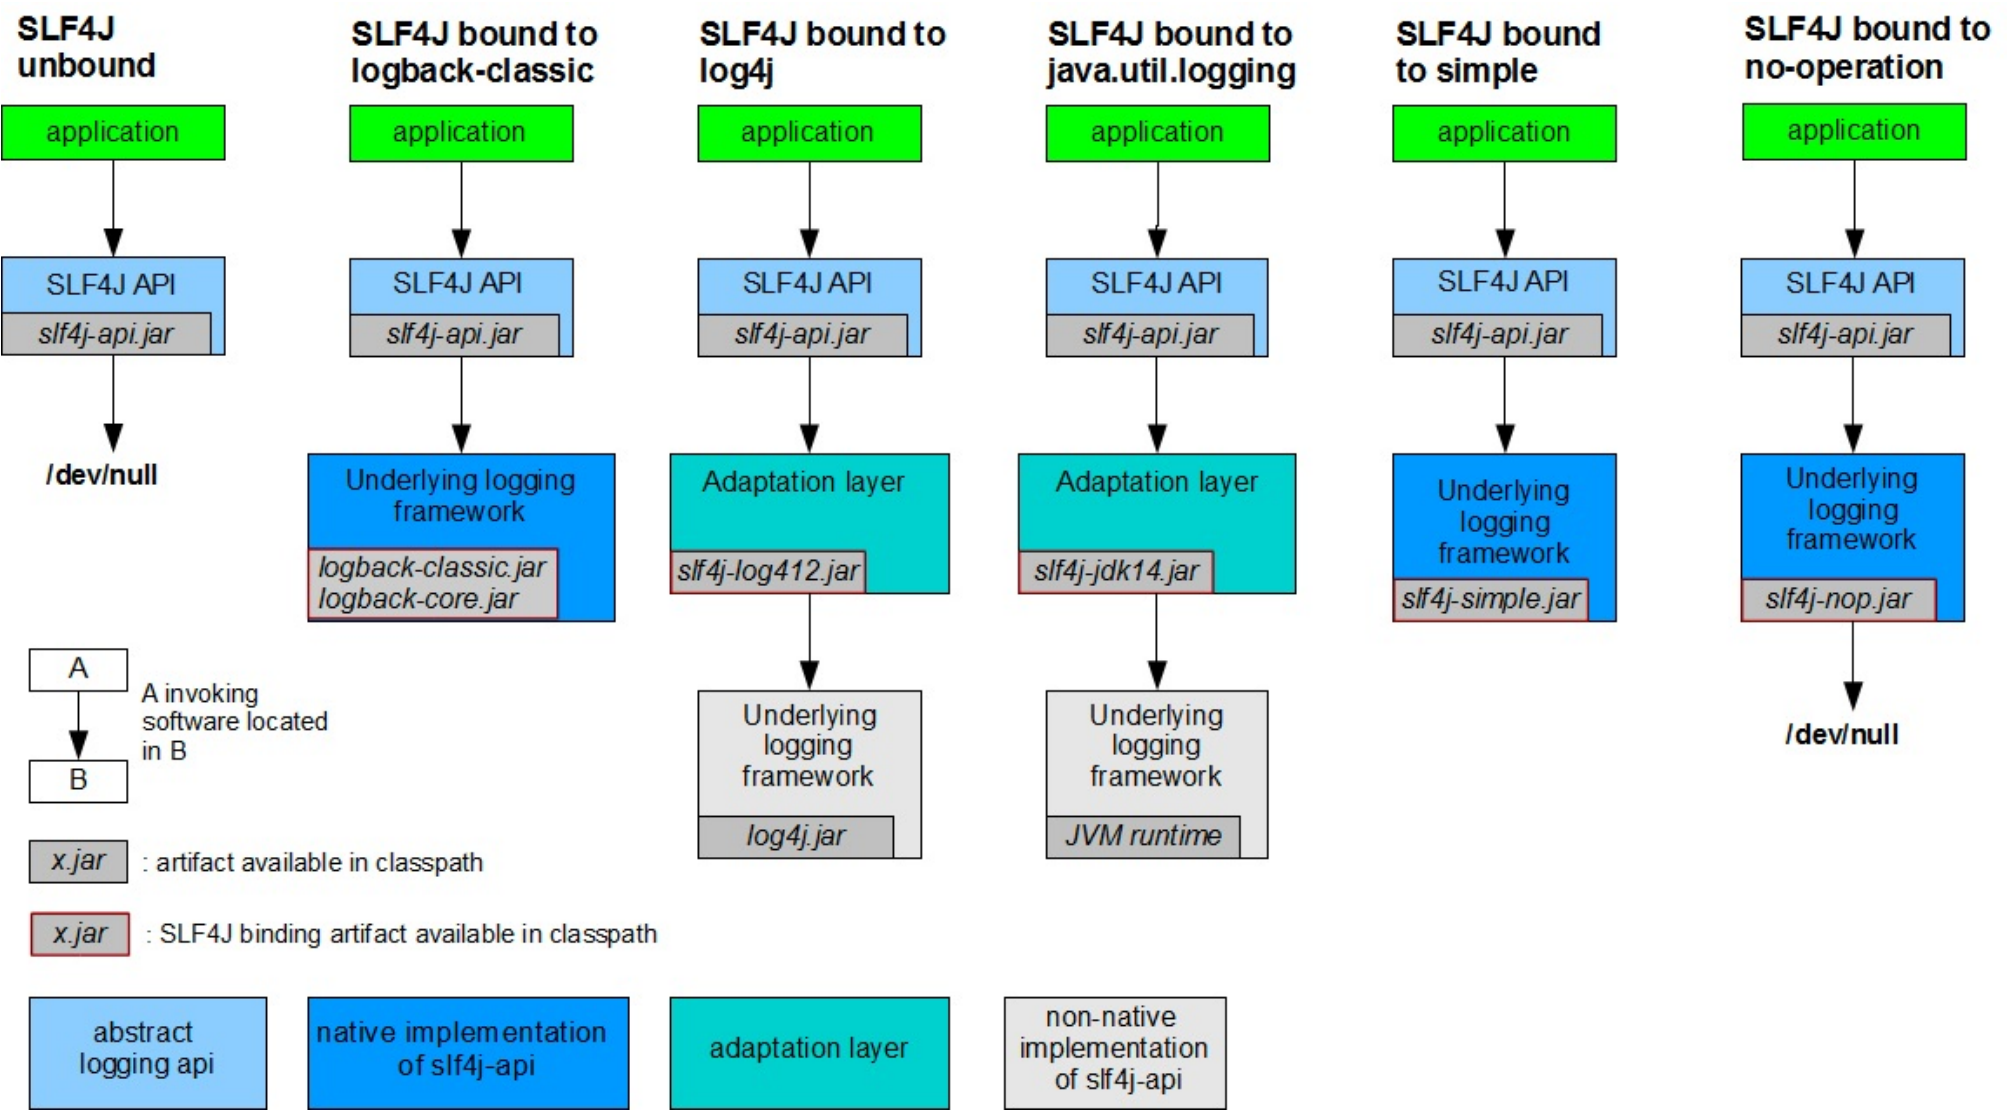 SLF4J
unbound
application
SLF4J API
slf4j-api.jar
/dev/null
SLF4J bound to
logback-classic
application
SLF4J API
slf4j-api.jar
Underlying logging
framework
logback-classic.jar
logback-core.jar
SLF4J bound to
log4j
application
SLF4J API
slf4j-api.jar
Adaptation layer
slf4j-log412.jar
Underlying
logging
framework
log4j.jar
SLF4J bound to
java.util.logging
application
SLF4J API
slf4j-api.jar
Adaptation layer
slf4j-jdk14.jar
Underlying
logging
framework
JVM runtime
SLF4J bound
to simple
application
SLF4J API
slf4j-api.jar
Underlying
logging
framework
slf4j-simple.jar
SLF4J bound to
no-operation
application
SLF4J API
slf4j-api.jar
Underlying
logging
framework
slf4j-nop.jar
/dev/null
A
B
A invoking
software located
in B
x.jar : artifact available in classpath
x.jar : SLF4J binding artifact available in classpath
abstract
logging api
native implementation
of slf4j-api
adaptation layer
non-native
implementation
of slf4j-api